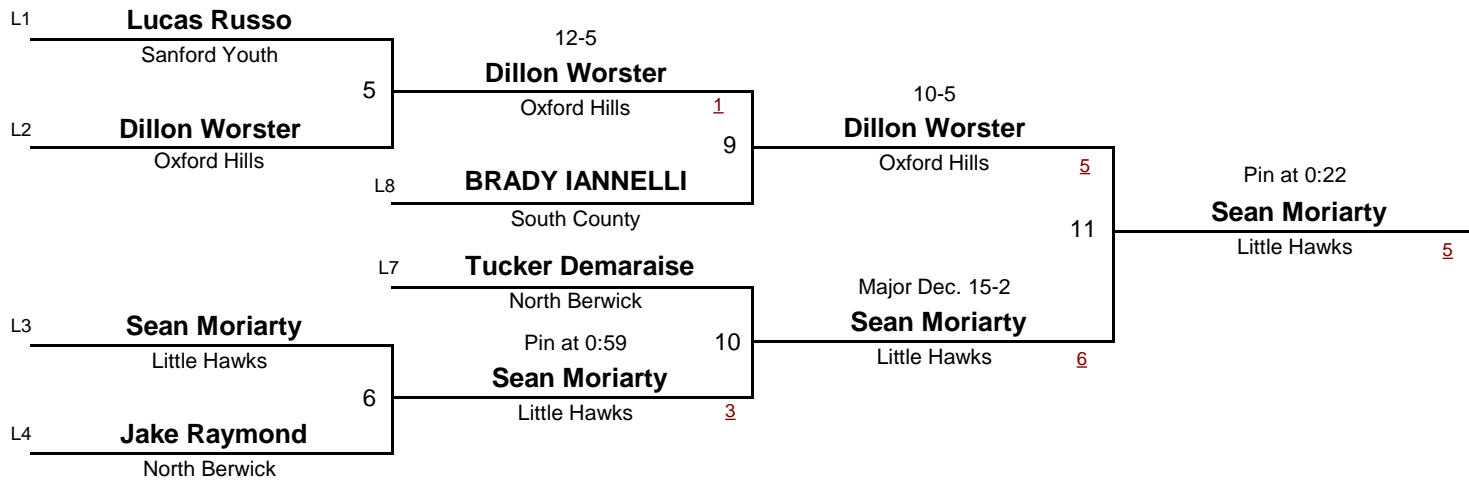 L1
Lucas Russo
Sanford Youth
5
L2
Dillon Worster
Oxford Hills
12-5
Dillon Worster
Oxford Hills
1
9
L8
BRADY IANNELLI
South County
10-5
Dillon Worster
Oxford Hills
5
11
Pin at 0:22
Sean Moriarty
Little Hawks
5
L7
Tucker Demaraise
North Berwick
10
L3
Sean Moriarty
Little Hawks
6
L4
Jake Raymond
North Berwick
Pin at 0:59
Sean Moriarty
Little Hawks
3
Major Dec. 15-2
Sean Moriarty
Little Hawks
6